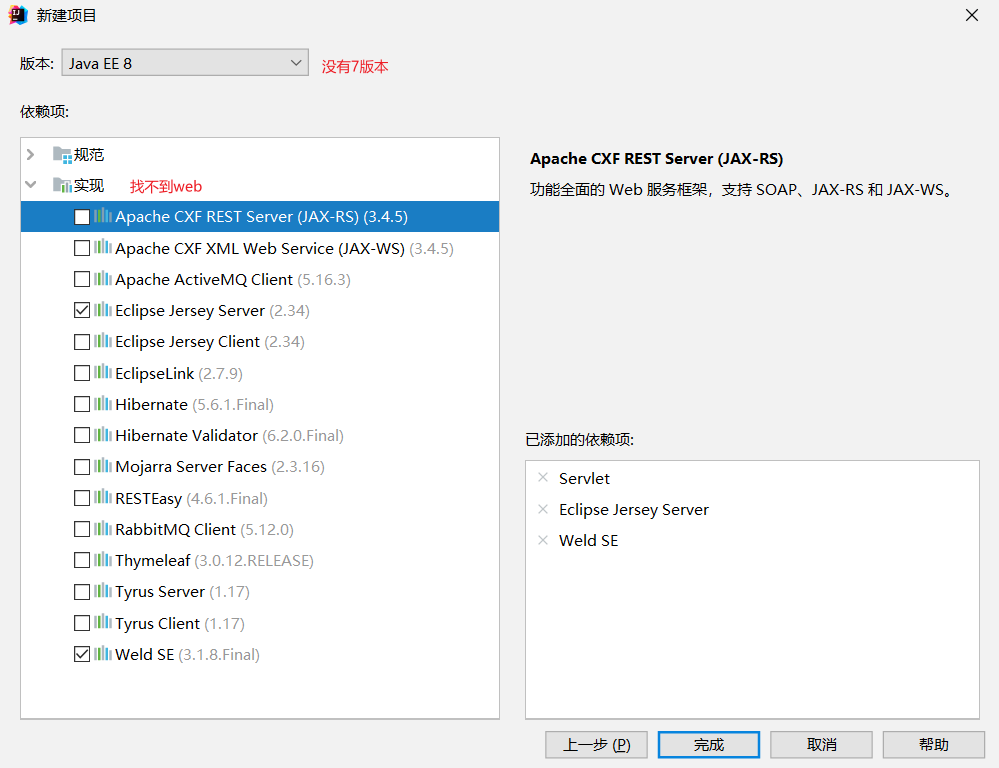 新建项目
版本: Java EE 8 没有7版本
依赖项:
规范
实现 找不到web
Apache CXF REST Server (JAX-RS) (3.4.5)
Apache CXF XML Web Service (JAX-WS) (3.4.5)
Apache ActiveMQ Client (5.16.3)
Eclipse Jersey Server (2.34)
Eclipse Jersey Client (2.34)
EclipseLink (2.7.9)
Hibernate (5.6.1.Final)
Hibernate Validator (6.2.0.Final)
Mojarra Server Faces (2.3.16)
RESTEasy (4.6.1.Final)
RabbitMQ Client (5.12.0)
Thymeleaf (3.0.12.RELEASE)
Tyrus Server (1.17)
Tyrus Client (1.17)
Weld SE (3.1.8.Final)
Apache CXF REST Server (JAX-RS)
功能全面的 Web 服务框架，支持 SOAP、JAX-RS 和 JAX-WS。
已添加的依赖项:
Servlet
Eclipse Jersey Server
Weld SE
上一步 (P) 完成 取消 帮助